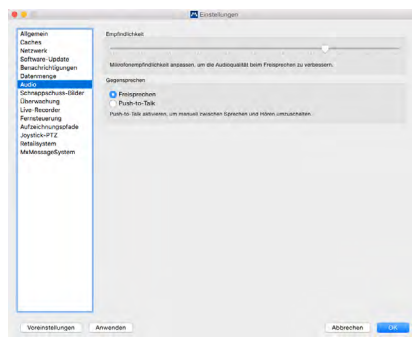 Einstellungen
Allgemein
Caches
Netzwerk
Software-Update
Benachrichtigungen
Datenmenge
Audio
Schnappschuss-Bilder
Überwachung
Live-Recorder
Fernsteuerung
Aufzeichnungspfade
Joystick-PTZ
Retailsystem
MxMessageSystem
Empfindlichkeit
Mikrofonempfindlichkeit anpassen, um die Audioqualität beim Freisprechen zu verbessern.
Gegensprechen
Freisprechen
Push-to-Talk
Push-to-Talk aktivieren, um manuell zwischen Sprechen und Hören umzuschalten.
Voreinstellungen
Anwenden
Abbrechen
OK